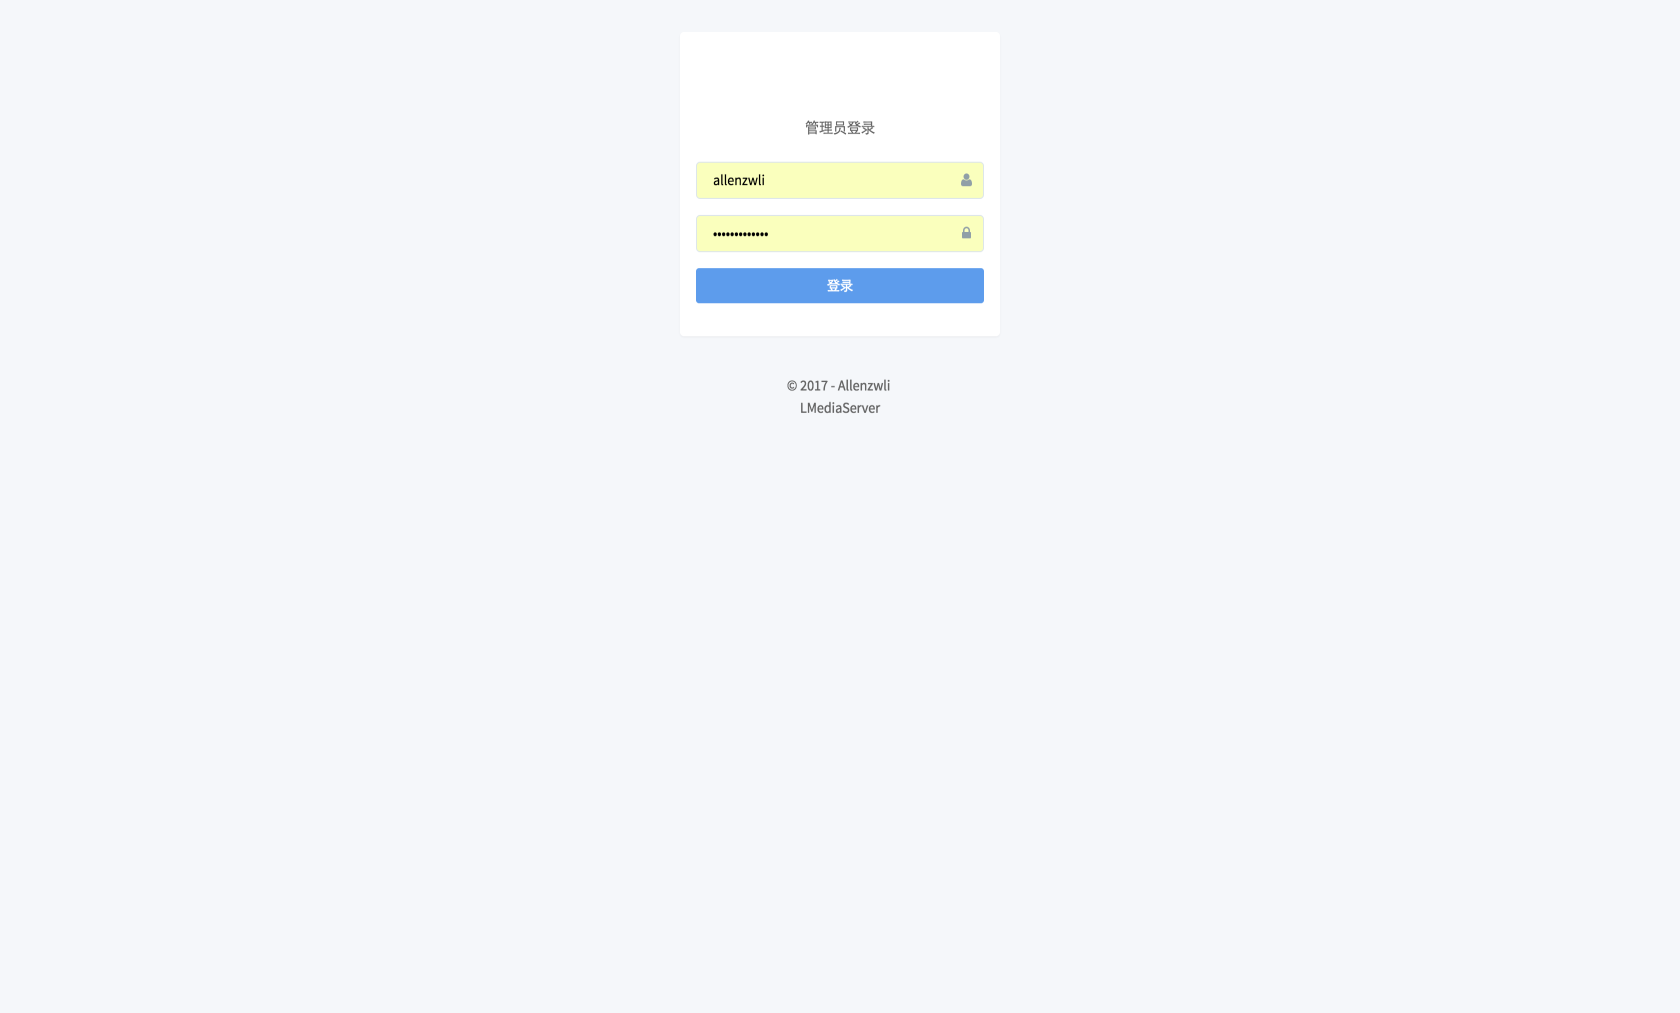 管理员登录
allenzwli
•••••••••••••
登录
© 2017 - Allenzwli
LMediaServer